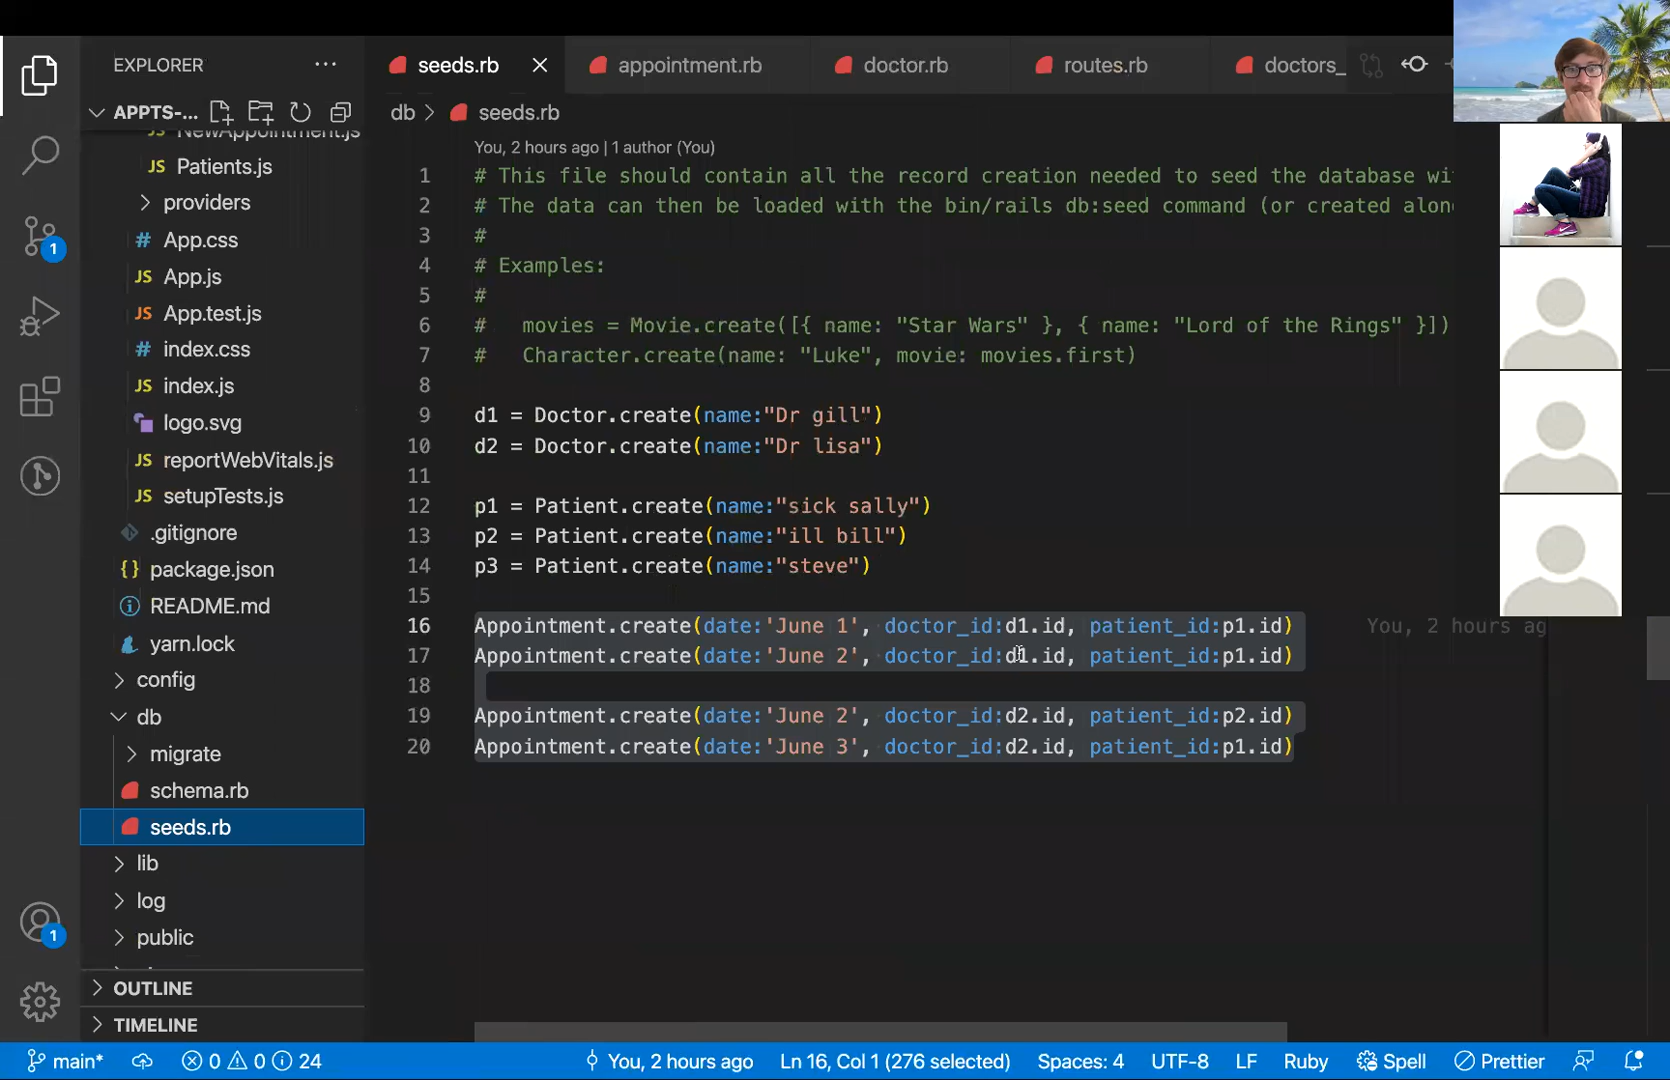 EXPLORER
seeds.rb
appointment.rb
doctor.rb
routes.rb
doctors_
APPTS-...
db > seeds.rb
NewAppointment.js
JS Patients.js
providers
# App.css
JS App.js
JS App.test.js
# index.css
JS index.js
logo.svg
JS reportWebVitals.js
JS setupTests.js
.gitignore
{} package.json
README.md
yarn.lock
config
db
migrate
schema.rb
seeds.rb
lib
log
public
OUTLINE
TIMELINE
1
1
You, 2 hours ago | 1 author (You)
1 # This file should contain all the record creation needed to seed the database wi
2 # The data can then be loaded with the bin/rails db:seed command (or created alon
3 #
4 # Examples:
5 #
6 #   movies = Movie.create([{ name: "Star Wars" }, { name: "Lord of the Rings" }])
7 #   Character.create(name: "Luke", movie: movies.first)
8
9 d1 = Doctor.create(name:"Dr gill")
10 d2 = Doctor.create(name:"Dr lisa")
11
12 p1 = Patient.create(name:"sick sally")
13 p2 = Patient.create(name:"ill bill")
14 p3 = Patient.create(name:"steve")
15
16 Appointment.create(date:'June 1', doctor_id:d1.id, patient_id:p1.id) You, 2 hours ag
17 Appointment.create(date:'June 2', doctor_id:d1.id, patient_id:p1.id)
18
19 Appointment.create(date:'June 2', doctor_id:d2.id, patient_id:p2.id)
20 Appointment.create(date:'June 3', doctor_id:d2.id, patient_id:p1.id)
main* 0 0 24 You, 2 hours ago Ln 16, Col 1 (276 selected) Spaces: 4 UTF-8 LF Ruby Spell Prettier